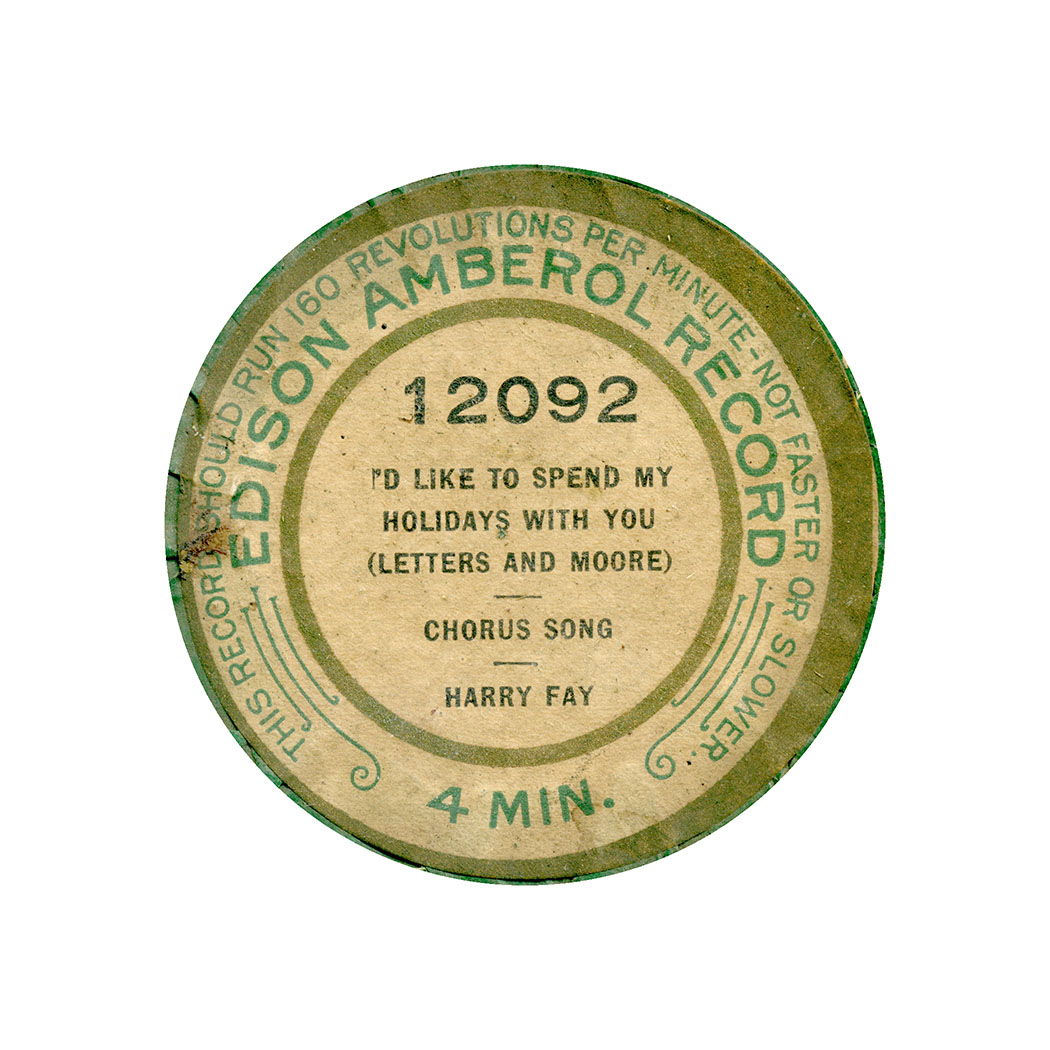 THIS RECORD SHOULD RUN 160 REVOLUTIONS PER MINUTE-NOT FASTER OR SLOWER..
EDISON AMBEROL RECORD
12092
I'D LIKE TO SPEND MY
HOLIDAYS WITH YOU
(LETTERS AND MOORE)
CHORUS SONG
HARRY FAY
4 MIN.